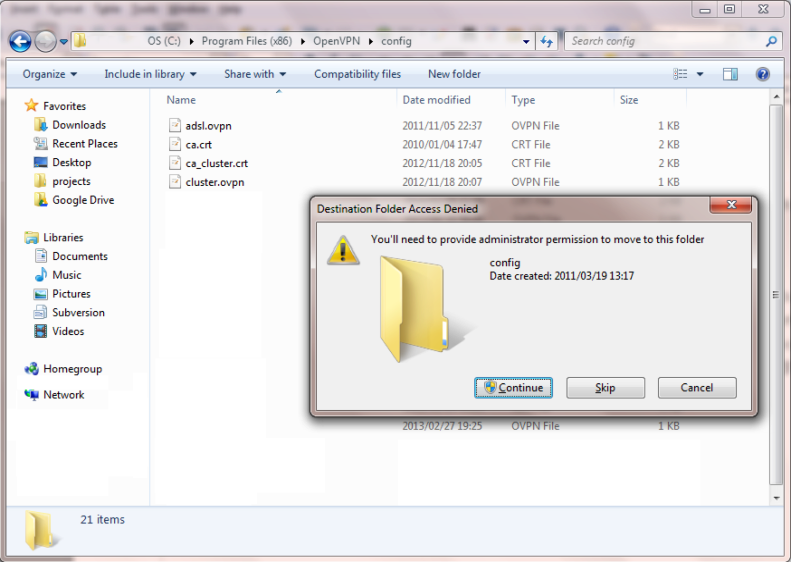 OS (C:) Program Files (x86) OpenVPN config
Search config
Organize Include in library Share with Compatibility files New folder
Name Date modified Type Size
Favorites
Downloads
Recent Places
Desktop
projects
Google Drive
Libraries
Documents
Music
Pictures
Subversion
Videos
Homegroup
Network
adsl.ovpn 2011/11/05 22:37 OVPN File 1 KB
ca.crt 2010/01/04 17:47 CRT File 2 KB
ca_cluster.crt 2012/11/18 20:05 CRT File 2 KB
cluster.ovpn 2012/11/18 20:07 OVPN File 1 KB
Destination Folder Access Denied
You'll need to provide administrator permission to move to this folder
config
Date created: 2011/03/19 13:17
Continue Skip Cancel
2013/02/27 19:25 OVPN File 1 KB
21 items